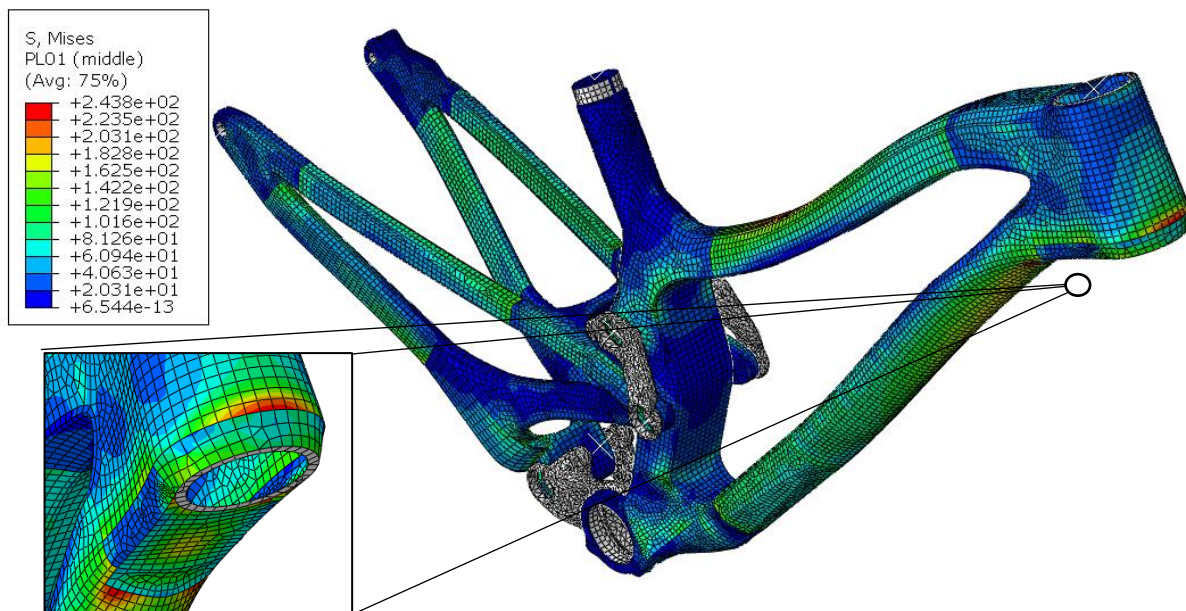 S, Mises
PL01 (middle)
(Avg: 75%)
+2.438e+02
+2.235e+02
+2.031e+02
+1.828e+02
+1.625e+02
+1.422e+02
+1.219e+02
+1.016e+02
+8.126e+01
+6.094e+01
+4.063e+01
+2.031e+01
+6.544e-13